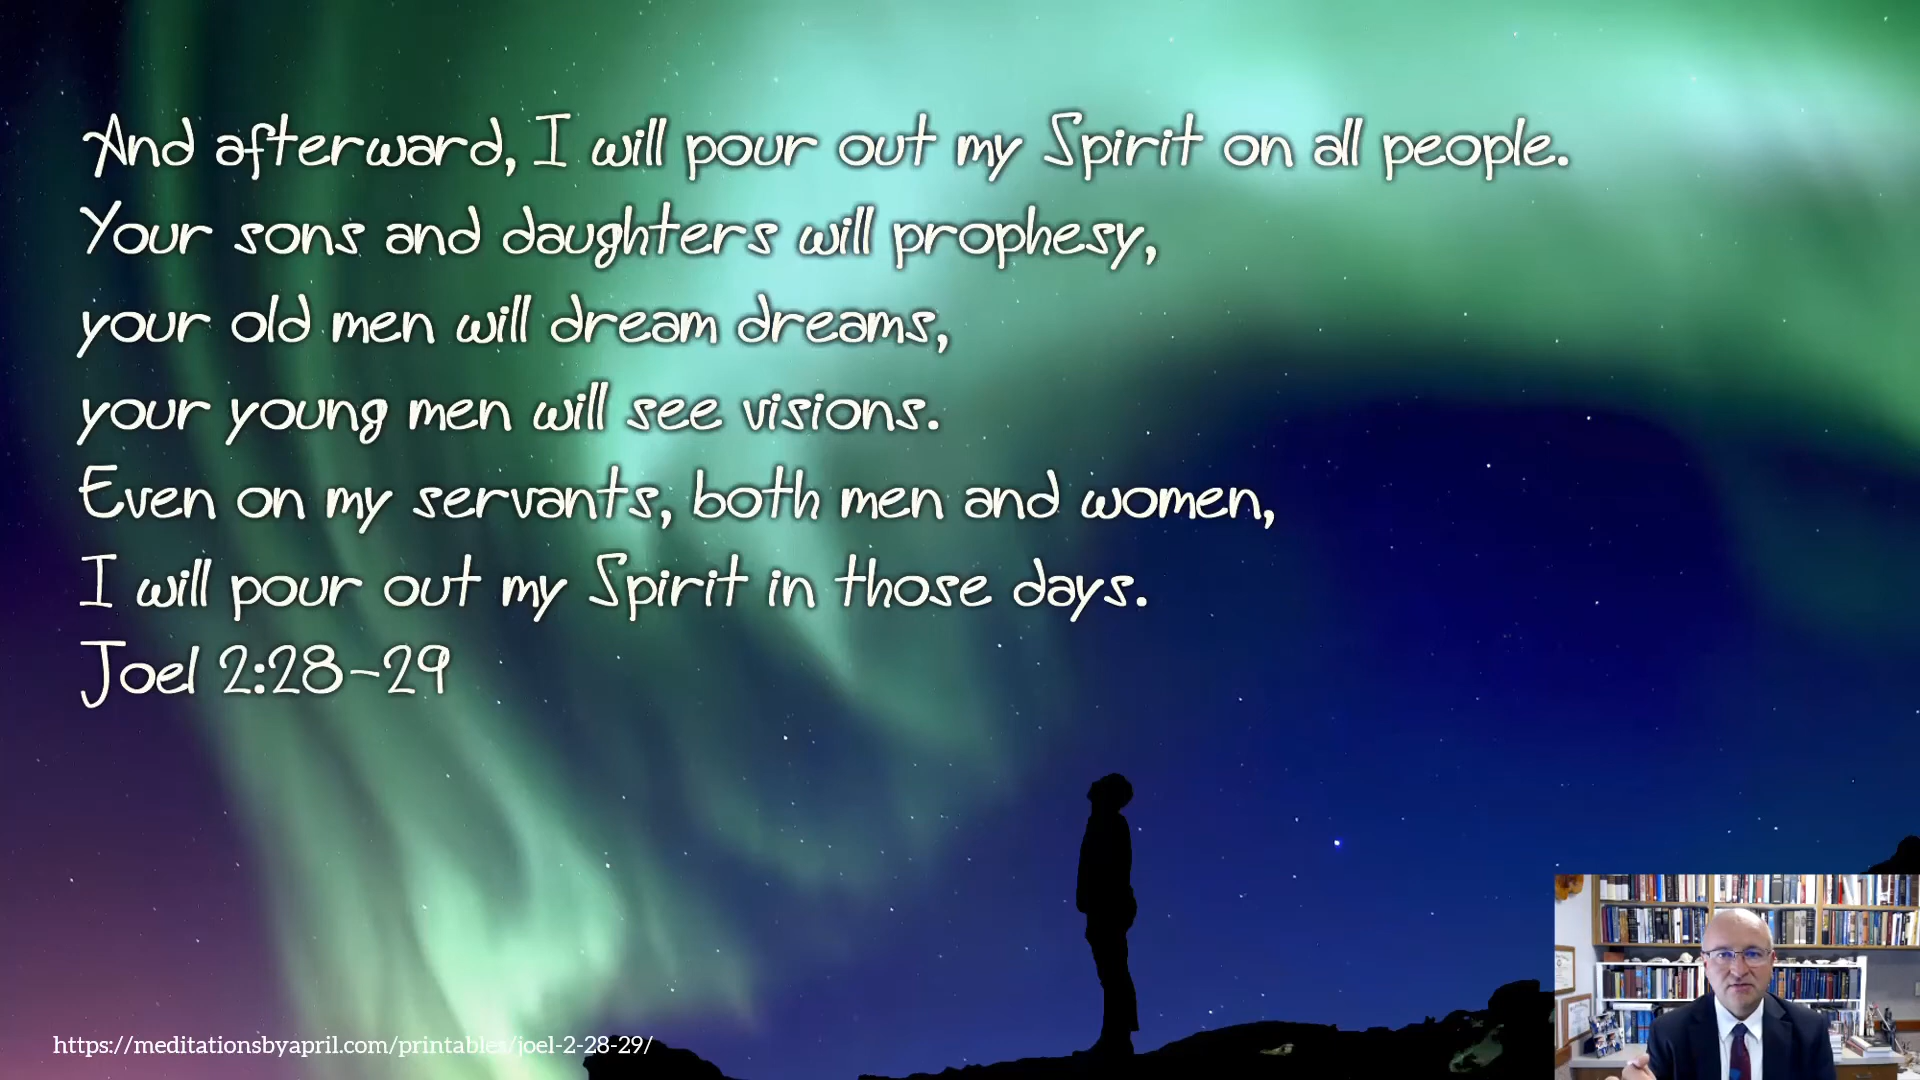 And afterward, I will pour out my Spirit on all people.
Your sons and daughters will prophesy,
your old men will dream dreams,
your young men will see visions.
Even on my servants, both men and women,
I will pour out my Spirit in those days.
Joel 2:28-29
https://meditationsbyapril.com/printables/joel-2-28-29/